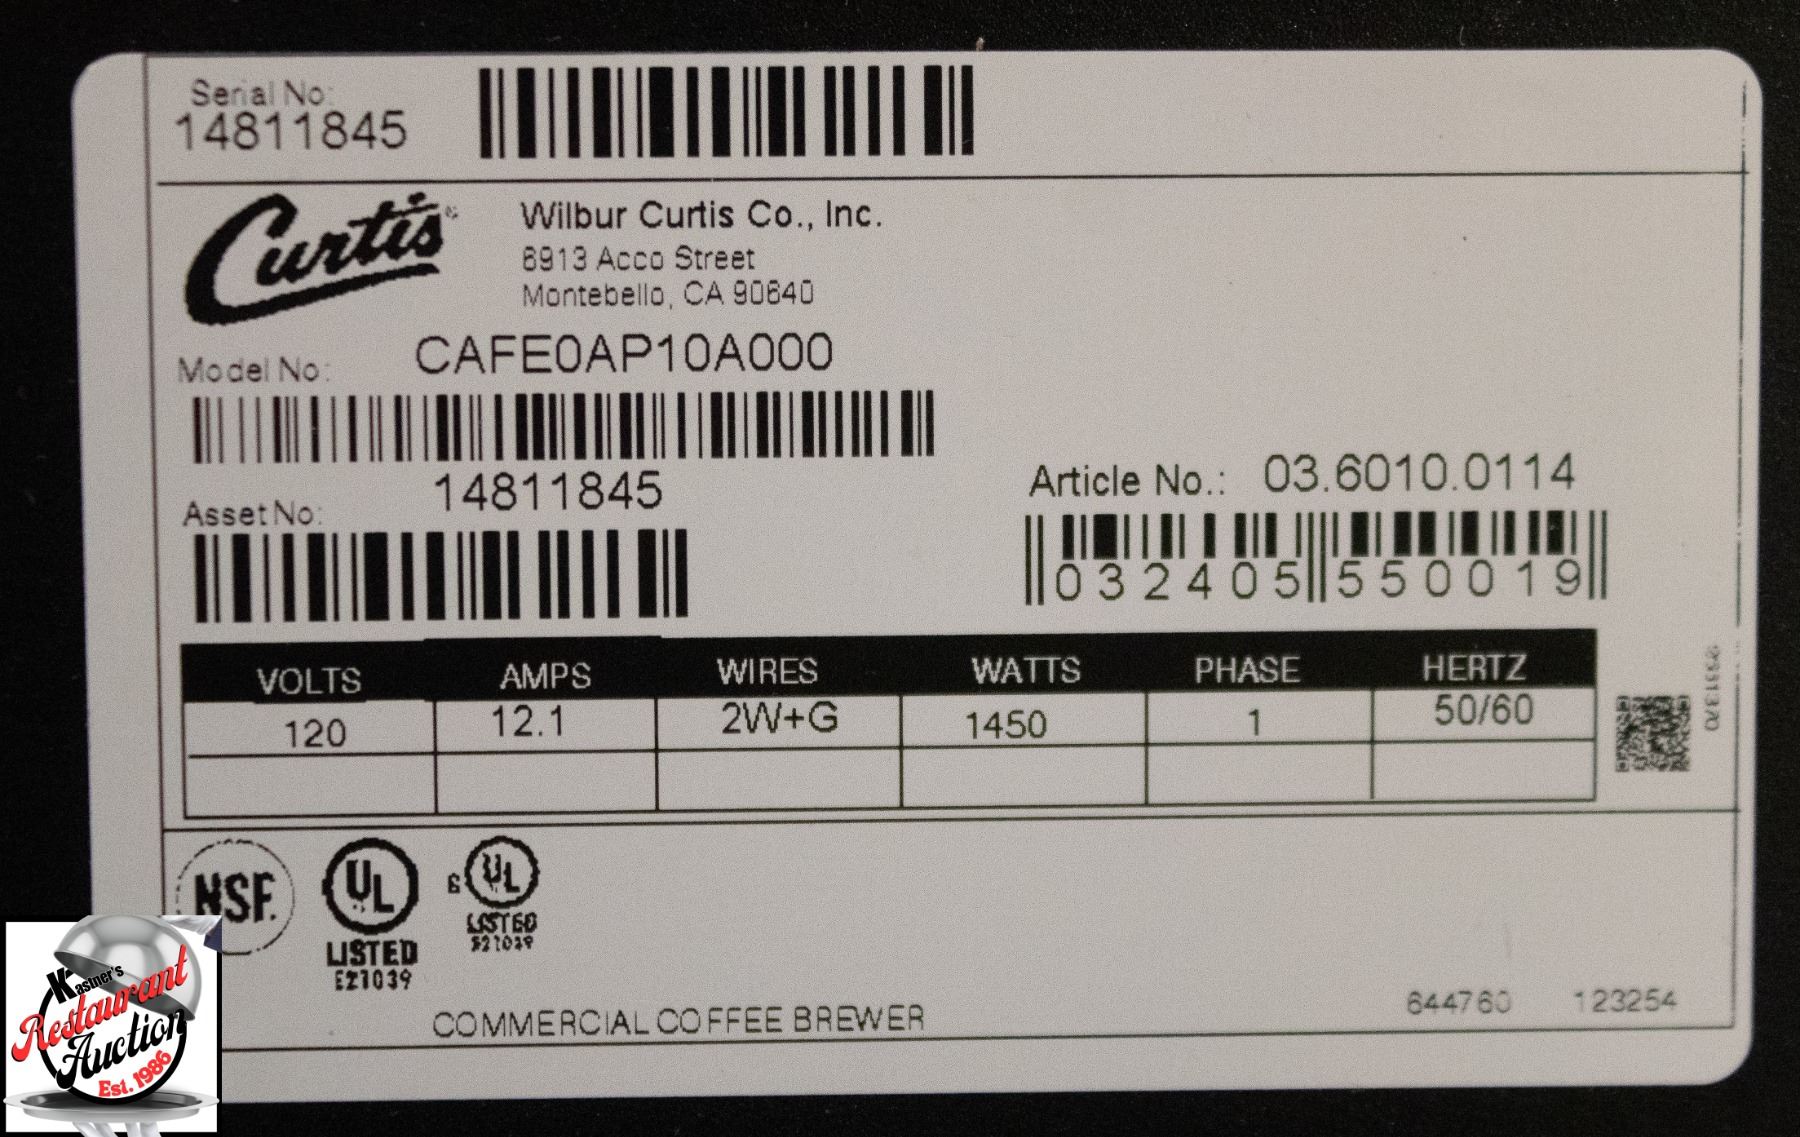 Serial No:
14811845
Curtis®
Wilbur Curtis Co., Inc.
6913 Acco Street
Montebello, CA 90640
Model No: CAFE0AP10A000
Asset No: 14811845
Article No.: 03.6010.0114
032405 550019
VOLTS AMPS WIRES WATTS PHASE HERTZ
120 12.1 2W+G 1450 1 50/60
NSF.
UL
LISTED
E21039
UL
LISTED
E21039
COMMERCIAL COFFEE BREWER
644760 123254
Kastner's
Restaurant
Auction
Est. 1986